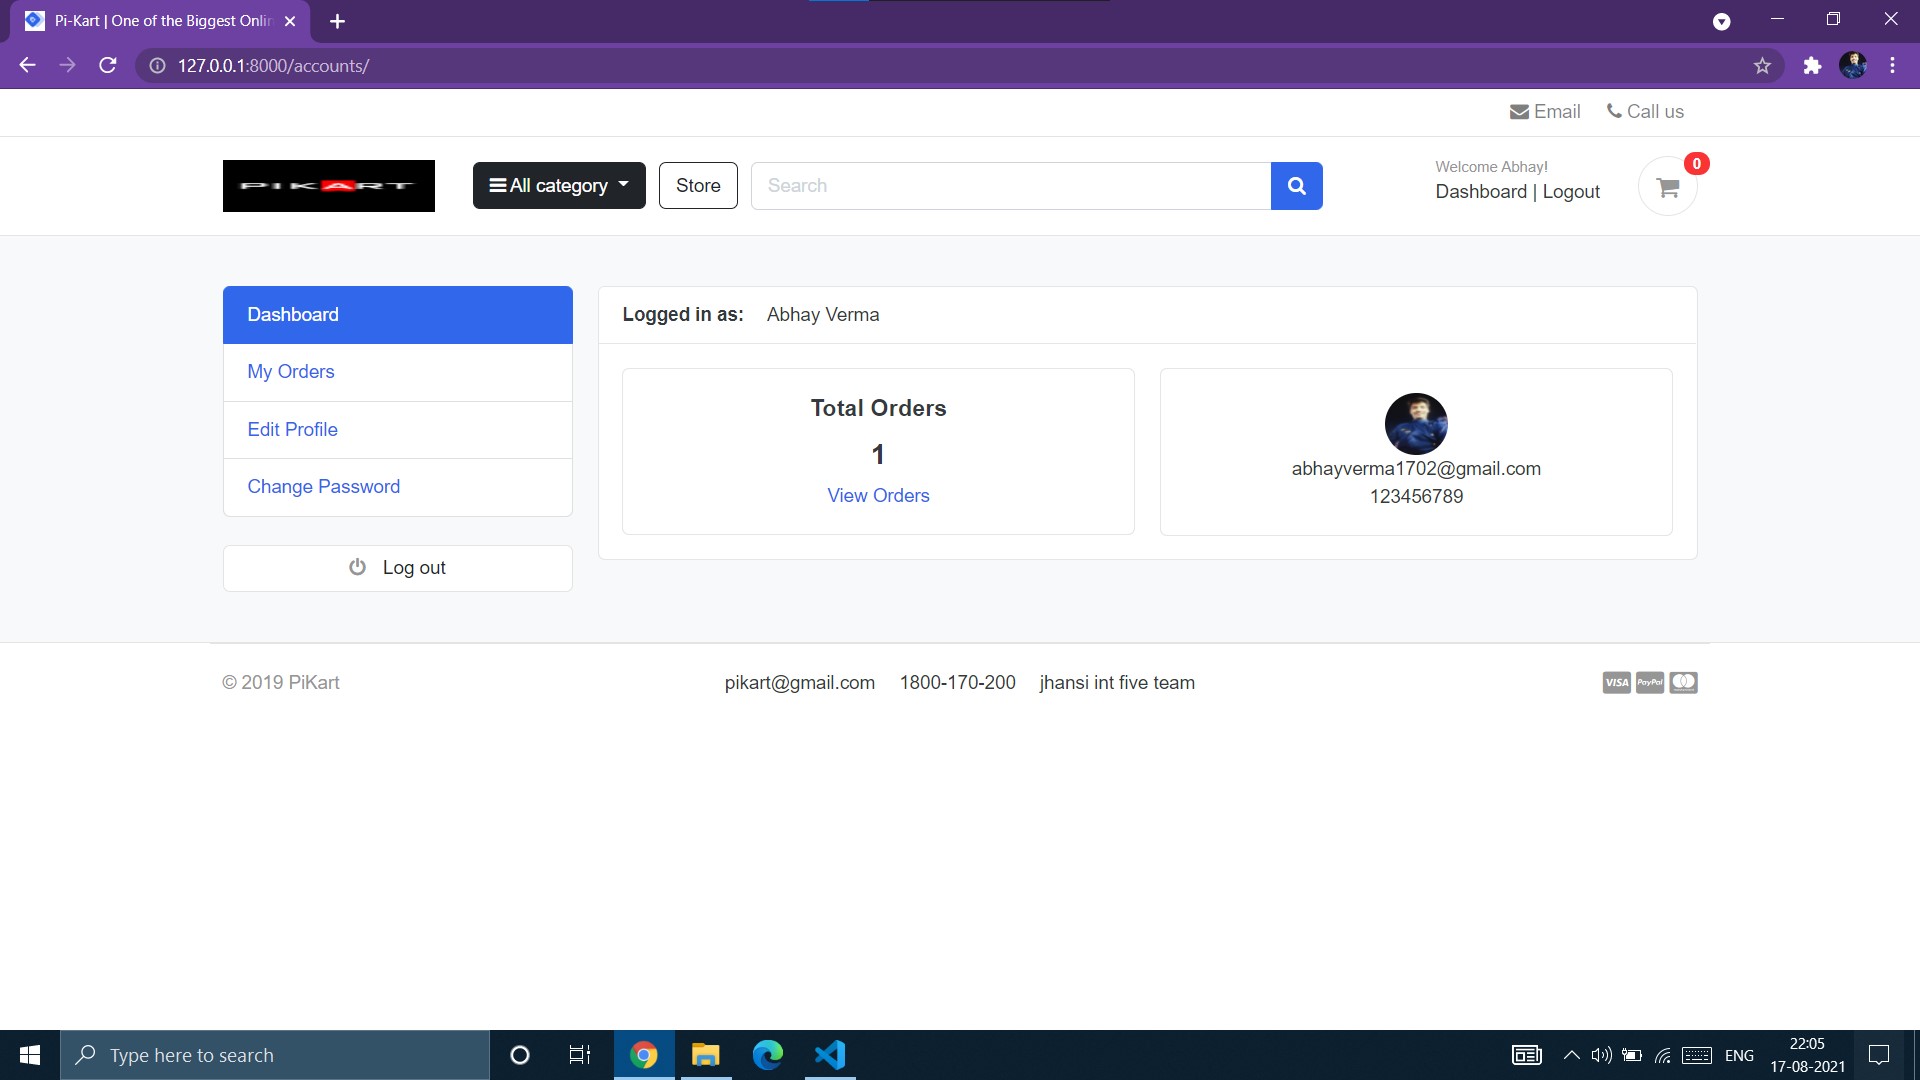 Pi-Kart | One of the Biggest Onlin
127.0.0.1:8000/accounts/
Email Call us
PIKART
All category Store Search
Welcome Abhay!
Dashboard | Logout
0
Dashboard
My Orders
Edit Profile
Change Password
Log out
Logged in as: Abhay Verma
Total Orders
1
View Orders
abhayverma1702@gmail.com
123456789
© 2019 PiKart pikart@gmail.com 1800-170-200 jhansi int five team VISA PayPal
Type here to search
ENG
22:05
17-08-2021